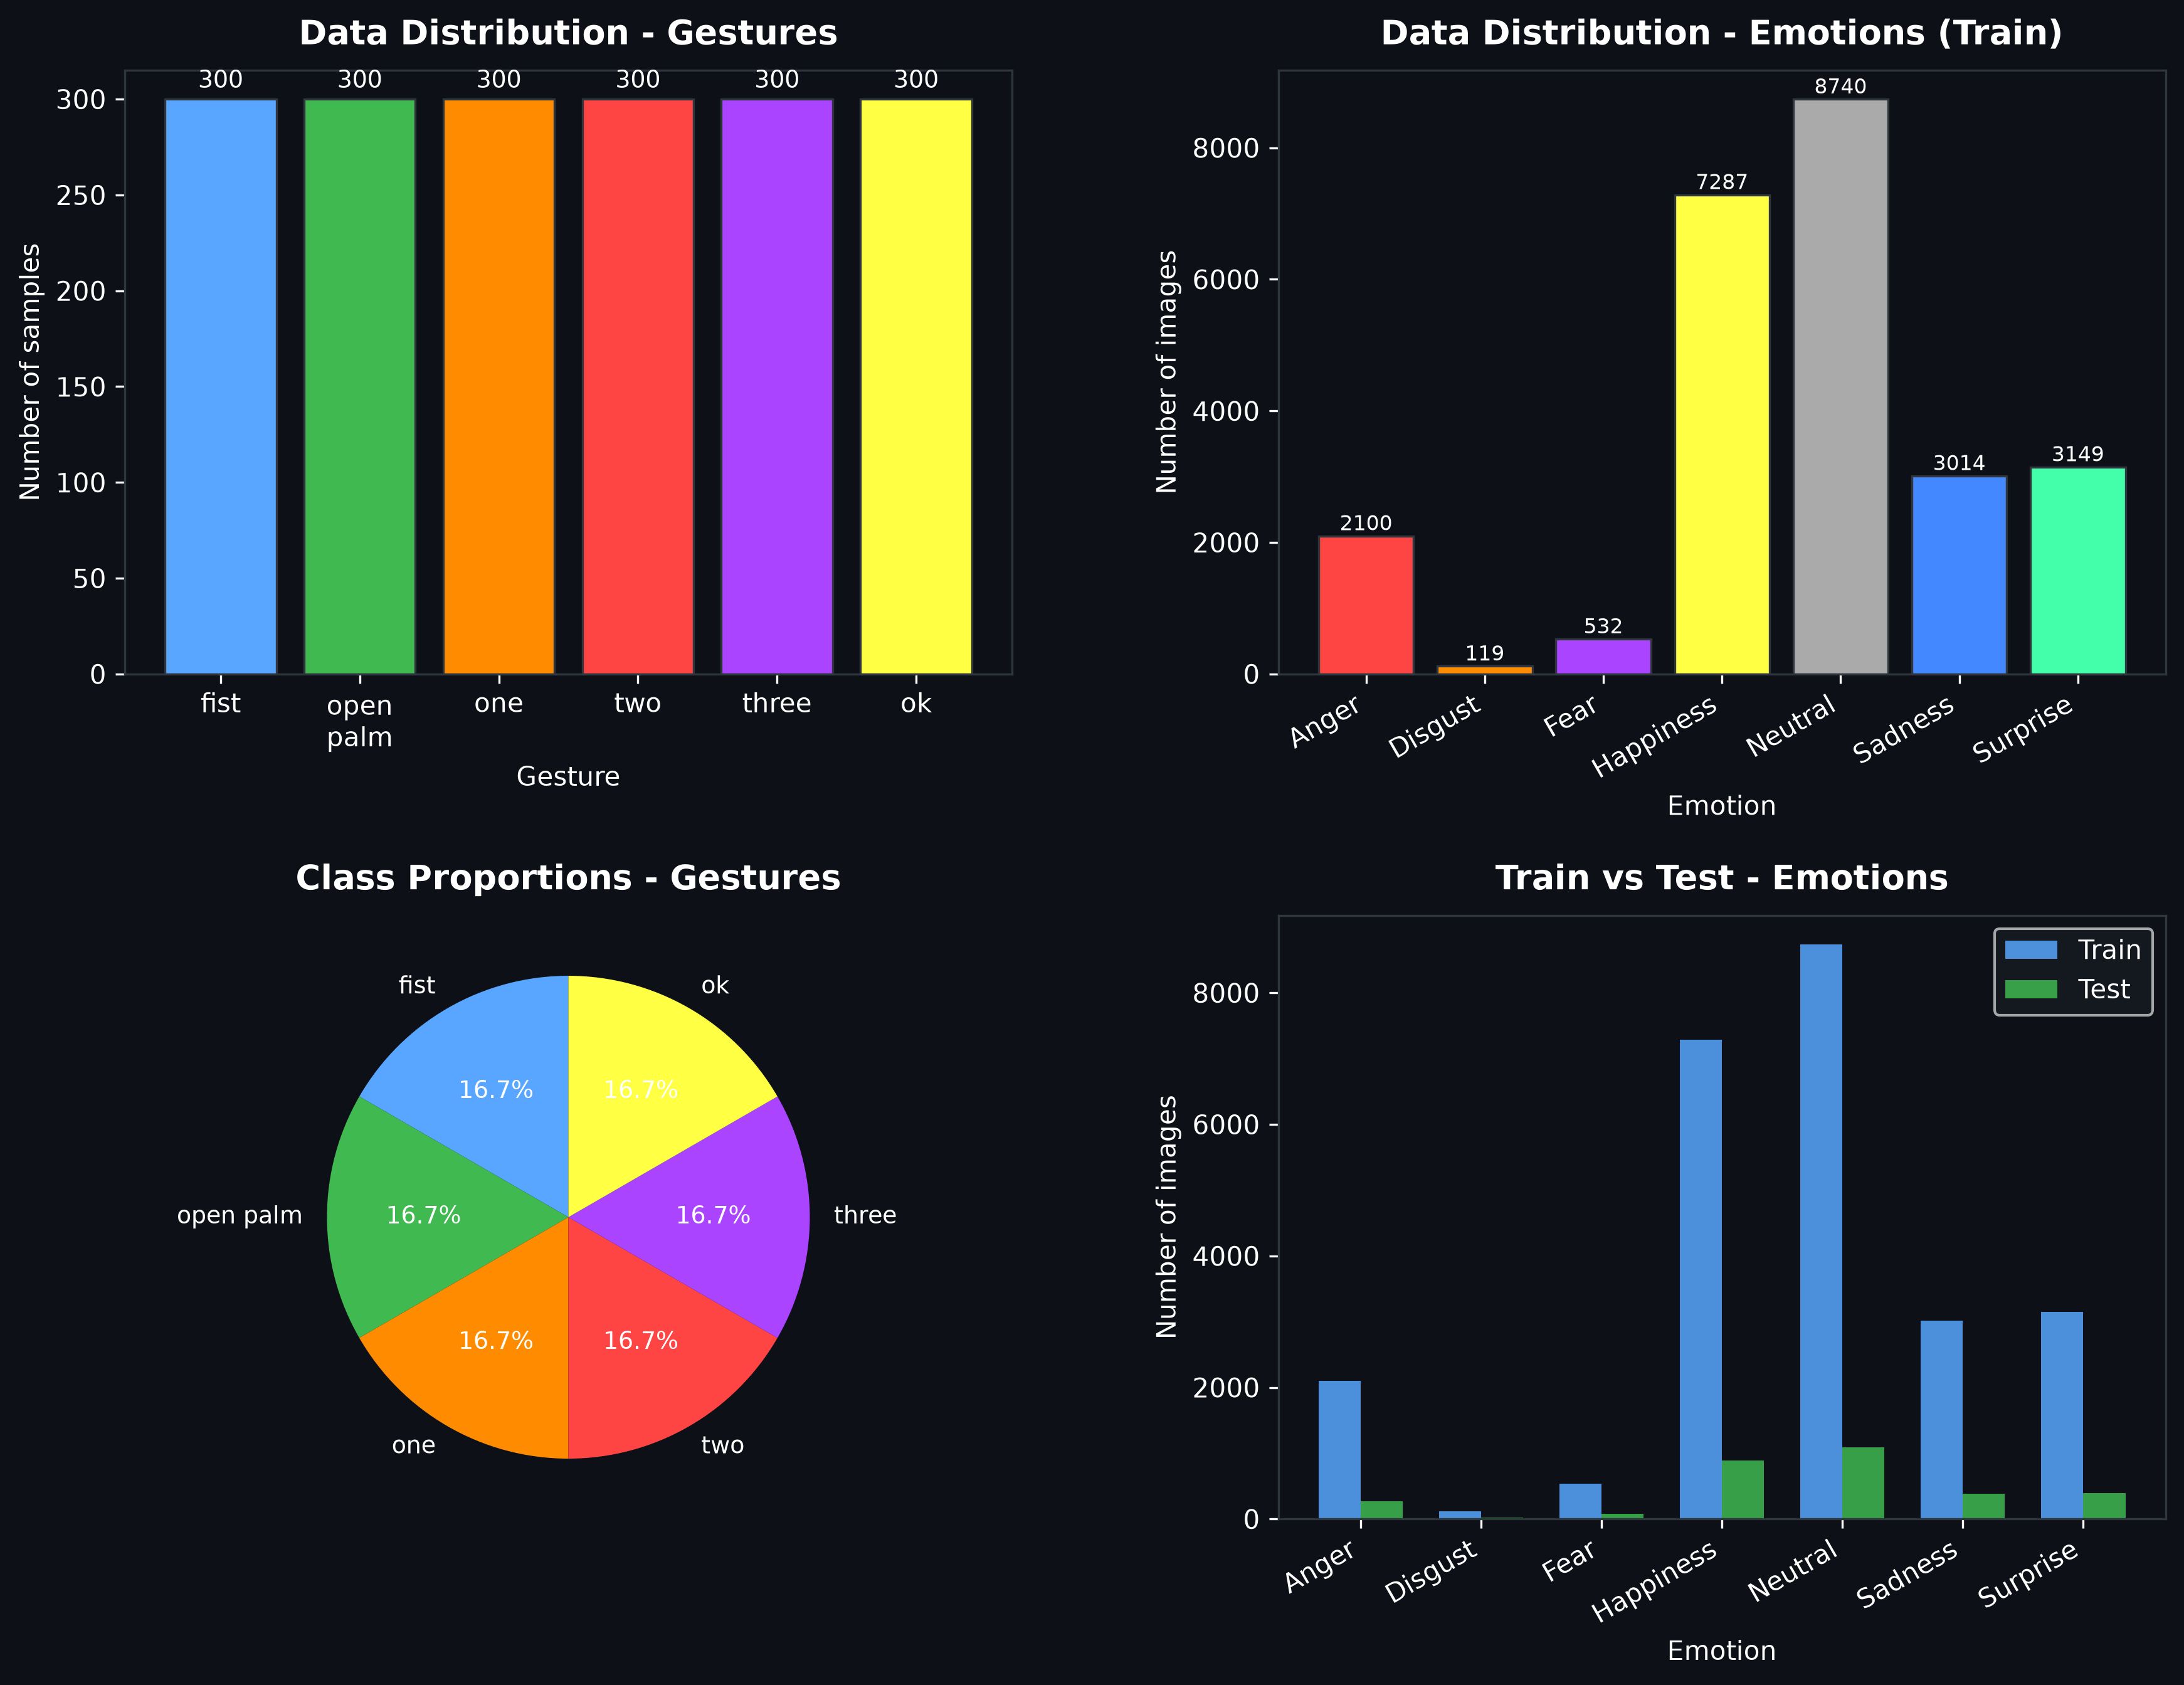 Data Distribution - Gestures
Number of samples
300
250
200
150
100
50
0
300 300 300 300 300 300
fist open palm one two three ok
Gesture
Data Distribution - Emotions (Train)
Number of images
8000
6000
4000
2000
0
2100 119 532 7287 8740 3014 3149
Anger Disgust Fear Happiness Neutral Sadness Surprise
Emotion
Class Proportions - Gestures
fist
ok
16.7%
16.7%
open palm
16.7%
16.7%
three
16.7%
16.7%
one
two
Train vs Test - Emotions
Number of images
8000
6000
4000
2000
0
Train
Test
Anger Disgust Fear Happiness Neutral Sadness Surprise
Emotion